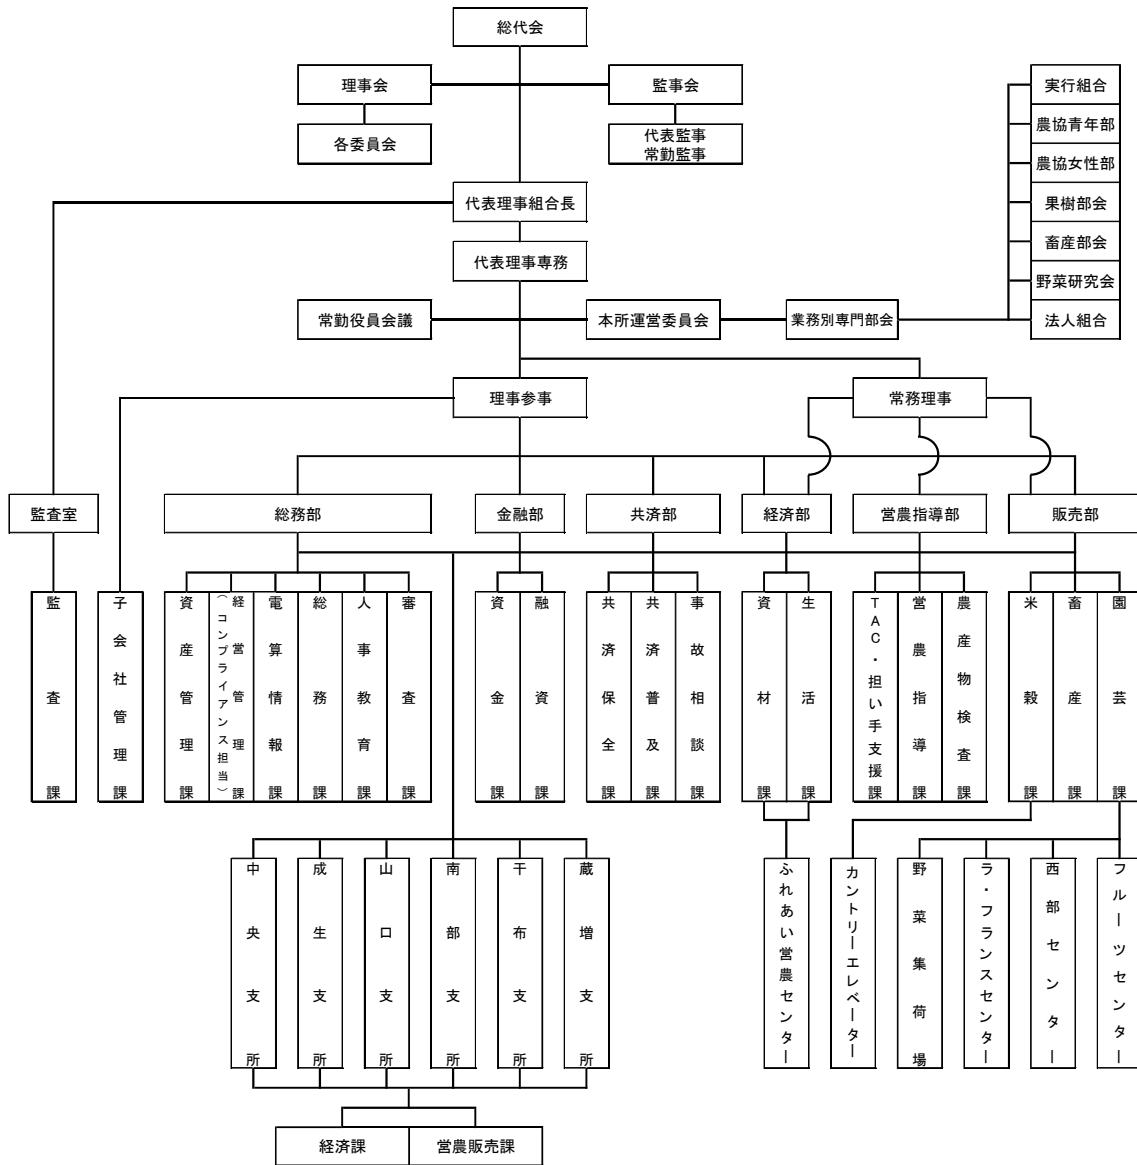 総代会
理事会
監事会
各委員会
代表監事
常勤監事
実行組合
農協青年部
農協女性部
果樹部会
畜産部会
野菜研究会
法人組合
代表理事組合長
代表理事専務
常勤役員会議
本所運営委員会
業務別専門部会
理事参事
常務理事
監査室
総務部
金融部
共済部
経済部
営農指導部
販売部
監査課
子会社管理課
資産管理課
経営管理課
（コンプライアンス担当）
電算情報課
総務課
人事教育課
審査課
資金課
融資課
共済保全課
共済普及課
事故相談課
資材課
生活課
TAC・担い手支援課
営農指導課
農産物検査課
米穀課
畜産課
園芸課
中央支所
成生支所
山口支所
南部支所
干布支所
蔵増支所
ふれあい営農センター
カントリーエレベーター
野菜集荷場
ラ・フランスセンター
西部センター
フルーツセンター
経済課
営農販売課